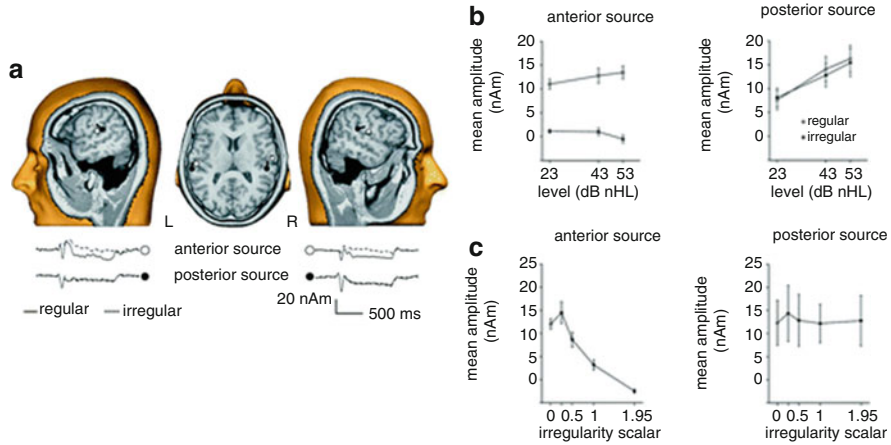 a
L
R
anterior source
posterior source
20 nAm
500 ms
regular
irregular
b
anterior source
mean amplitude
(nAm)
20
15
10
5
0
23
43
53
level (dB nHL)
posterior source
mean amplitude
(nAm)
20
15
10
5
0
regular
irregular
23
43
53
level (dB nHL)
c
anterior source
mean amplitude
(nAm)
25
20
15
10
5
0
0 0.5 1 1.95
irregularity scalar
posterior source
mean amplitude
(nAm)
25
20
15
10
5
0
0 0.5 1 1.95
irregularity scalar